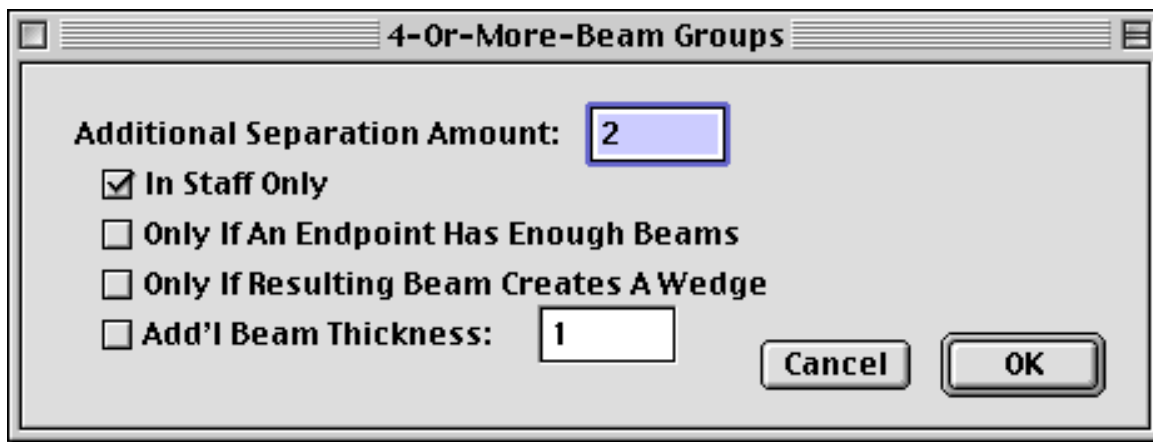 4-Or-More-Beam Groups
Additional Separation Amount: 2
In Staff Only
Only If An Endpoint Has Enough Beams
Only If Resulting Beam Creates A Wedge
Add’l Beam Thickness: 1
Cancel OK